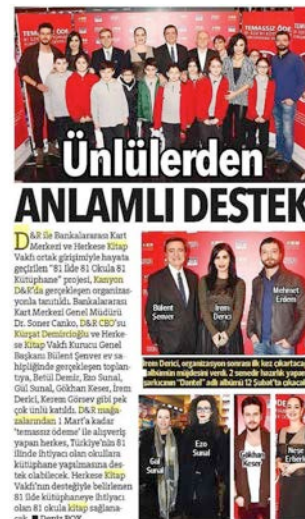 TEMASSIZ ÖDE
Ünlülerden
ANLAMLI DESTEK
D&R ile Bankalararası Kart
Merkezi ve Herkese Kitap
Vakfı ortak girişimiyle hayata
geçirilen "81 İlde 81 Okula 81
Kütüphane" projesi, Kanyon
D&R'da gerçekleşen organizas-
yonla tanıtıldı. Bankalararası
Kart Merkezi Genel Müdürü
Dr. Soner Canko, D&R CEO'su
Kürşat Demircioğlu ve Herke-
se Kitap Vakfı Kurucu Genel
Başkanı Bülent Şenver ev sa-
hipliğinde gerçekleşen toplan-
tıya, Betül Demir, Ezo Sunal,
Gül Sunal, Gökhan Keser, İrem
Derici, Kerem Görsev gibi pek
çok ünlü katıldı. D&R mağa-
zalarından 1 Mart'a kadar
'temassız ödeme' ile alışveriş
yapan herkes, Türkiye'nin 81
ilinde ihtiyacı olan okullara
kütüphane yapılmasına des-
tek olabilecek. Herkese Kitap
Vakfı'nın desteğiyle belirlenen
81 ilde kütüphaneye ihtiyacı
olan 81 okula kitap sağlana-
cak. ■ Deniz
Bülent
Şenver
İrem
Derici
Mehmet
Erdem
İrem Derici, organizasyon sonrası ilk kez çıkartacağı
albümün müjdesini verdi. 2 senedir hazırlık yapan
şarkıcının "Dantel" adlı albümü 12 Şubat'ta çıkacak
Gül
Sunal
Ezo
Sunal
Gökhan
Keser
Neşe
Erberk